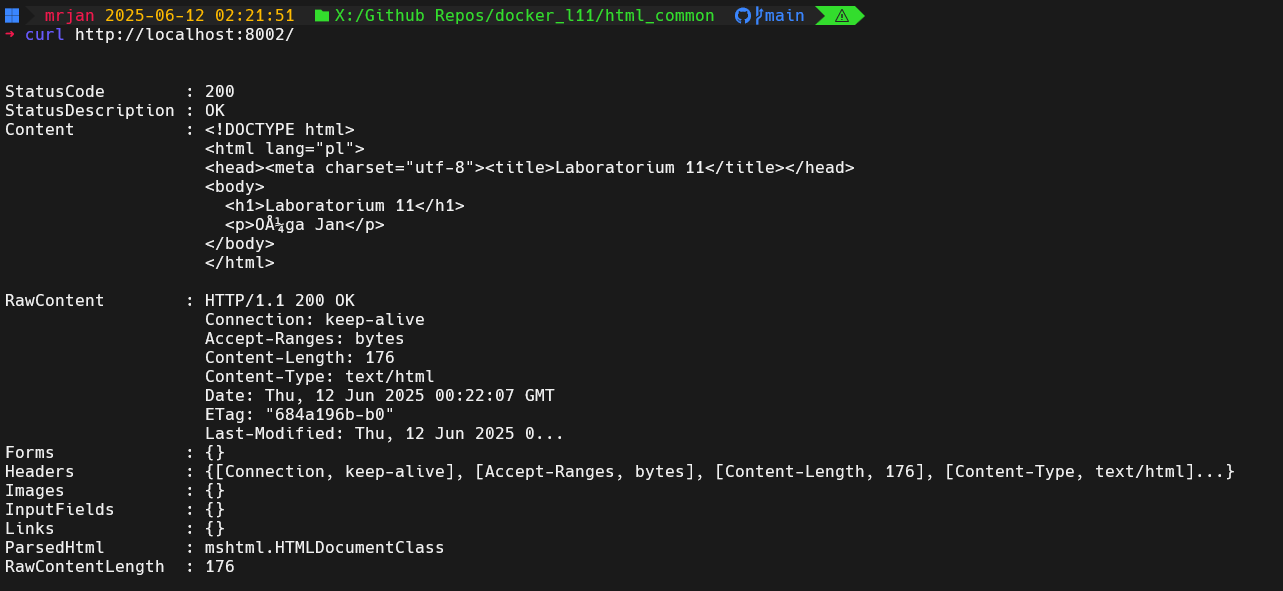 mrjan 2025-06-12 02:21:51 X:/Github Repos/docker_l11/html_common main
➜ curl http://localhost:8002/
StatusCode        : 200
StatusDescription : OK
Content           : <!DOCTYPE html>
                    <html lang="pl">
                    <head><meta charset="utf-8"><title>Laboratorium 11</title></head>
                    <body>
                      <h1>Laboratorium 11</h1>
                      <p>OÅ¼ga Jan</p>
                    </body>
                    </html>
RawContent        : HTTP/1.1 200 OK
                    Connection: keep-alive
                    Accept-Ranges: bytes
                    Content-Length: 176
                    Content-Type: text/html
                    Date: Thu, 12 Jun 2025 00:22:07 GMT
                    ETag: "684a196b-b0"
                    Last-Modified: Thu, 12 Jun 2025 0...
Forms             : {}
Headers           : {[Connection, keep-alive], [Accept-Ranges, bytes], [Content-Length, 176], [Content-Type, text/html]...}
Images            : {}
InputFields       : {}
Links             : {}
ParsedHtml        : mshtml.HTMLDocumentClass
RawContentLength  : 176